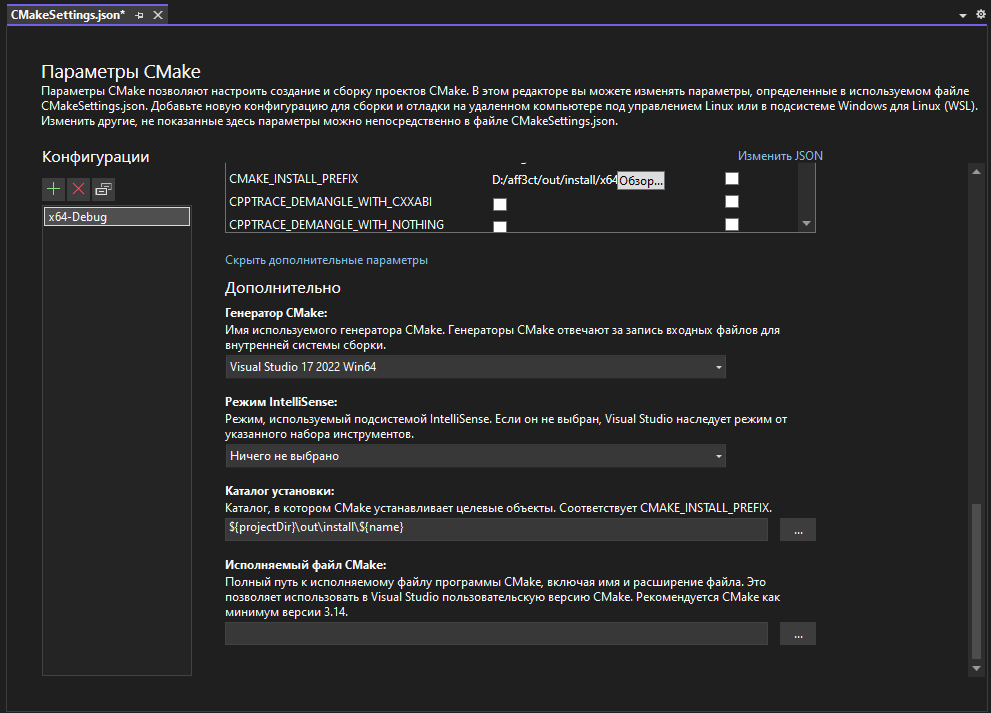 CMakeSettings.json*
Параметры CMake
Параметры CMake позволяют настроить создание и сборку проектов CMake. В этом редакторе вы можете изменять параметры, определенные в используемом файле
CMakeSettings.json. Добавьте новую конфигурацию для сборки и отладки на удаленном компьютере под управлением Linux или в подсистеме Windows для Linux (WSL).
Изменить другие, не показанные здесь параметры можно непосредственно в файле CMakeSettings.json.
Конфигурации
Изменить JSON
x64-Debug
CMAKE_INSTALL_PREFIX D:/aff3ct/out/install/x64 Обзор...
CPPTRACE_DEMANGLE_WITH_CXXABI
CPPTRACE_DEMANGLE_WITH_NOTHING
Скрыть дополнительные параметры
Дополнительно
Генератор CMake:
Имя используемого генератора CMake. Генераторы CMake отвечают за запись входных файлов для
внутренней системы сборки.
Visual Studio 17 2022 Win64
Режим IntelliSense:
Режим, используемый подсистемой IntelliSense. Если он не выбран, Visual Studio наследует режим от
указанного набора инструментов.
Ничего не выбрано
Каталог установки:
Каталог, в котором CMake устанавливает целевые объекты. Соответствует CMAKE_INSTALL_PREFIX.
${projectDir}\out\install\${name}
...
Исполняемый файл CMake:
Полный путь к исполняемому файлу программы CMake, включая имя и расширение файла. Это
позволяет использовать в Visual Studio пользовательскую версию CMake. Рекомендуется CMake как
минимум версии 3.14.
...